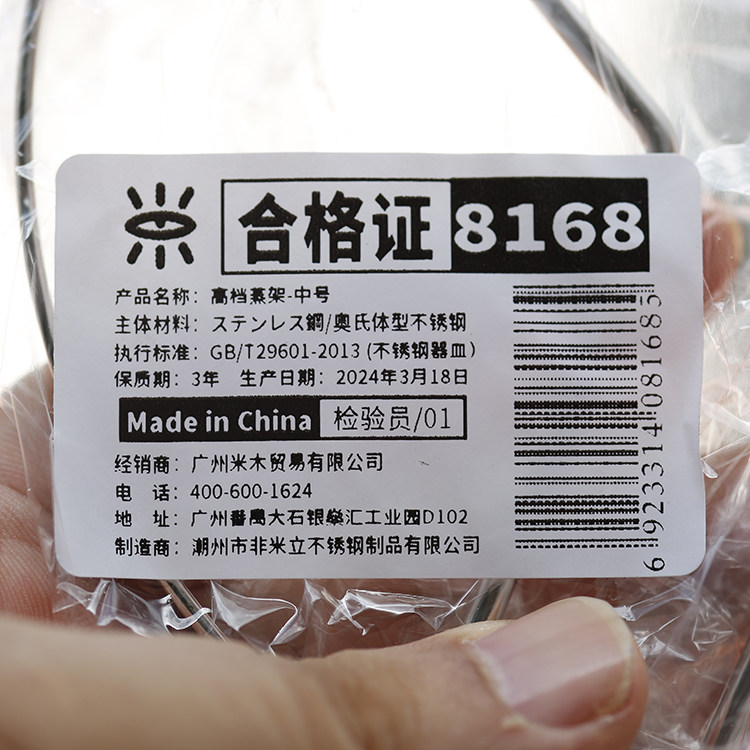 合格证 8168
产品名称：高档蒸架-中号
主体材料：ステンレス鋼/奥氏体型不锈钢
执行标准：GB/T29601-2013 (不锈钢器皿)
保质期：3年 生产日期：2024年3月18日
Made in China 检验员/01
经销商：广州米木贸易有限公司
电 话：400-600-1624
地 址：广州番禺大石银燊汇工业园D102
制造商：潮州市非米立不锈钢制品有限公司
6 923314 081685